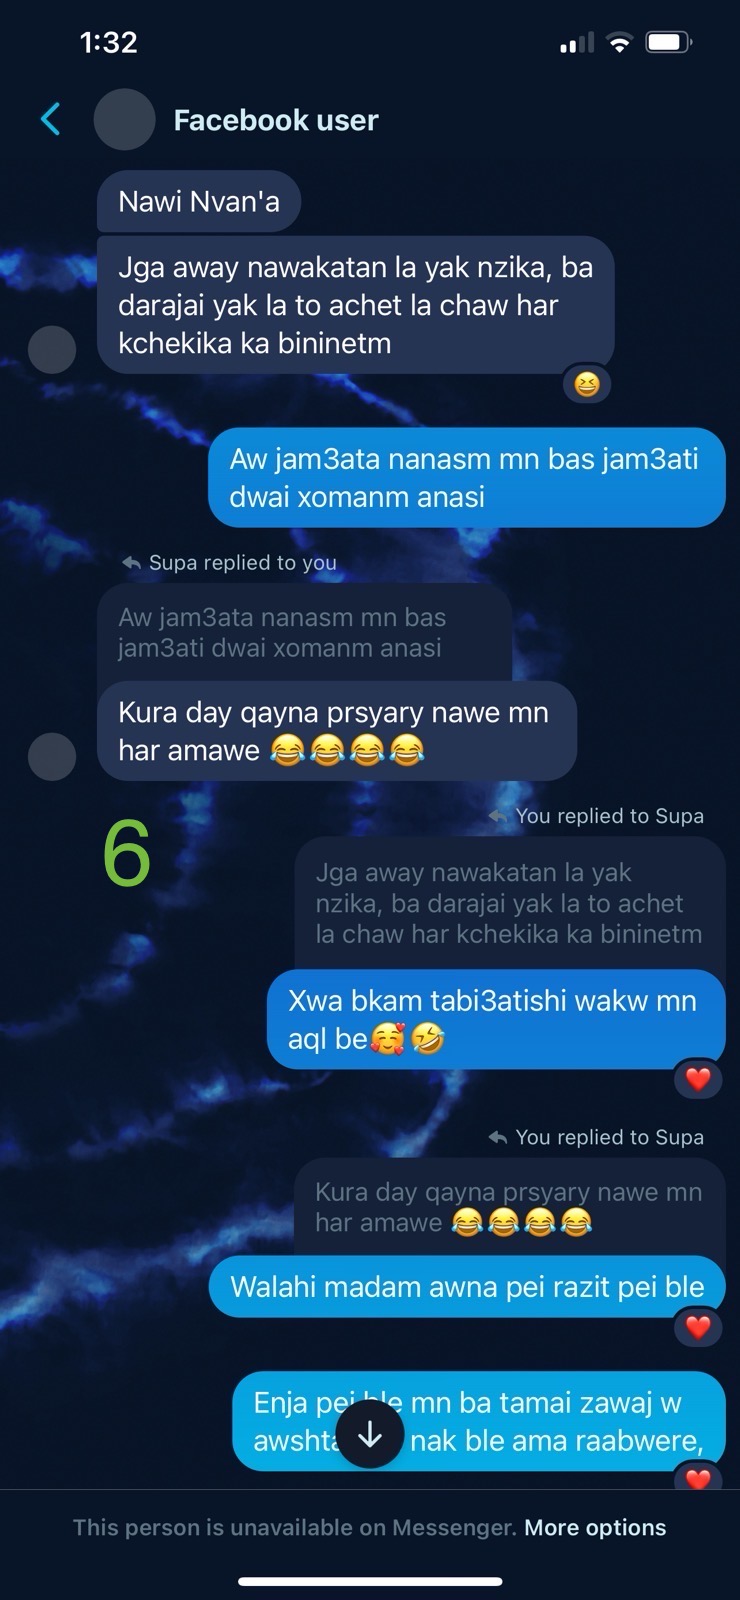 1:32
Facebook user
Nawi Nvan'a
Jga away nawakatan la yak nzika, ba
darajai yak la to achet la chaw har
kchekika ka bininetm
😆
Aw jam3ata nanasm mn bas jam3ati
dwai xomanm anasi
Supa replied to you
Aw jam3ata nanasm mn bas
jam3ati dwai xomanm anasi
Kura day qayna prsyary nawe mn
har amawe 😂😂😂😂
6
You replied to Supa
Jga away nawakatan la yak
nzika, ba darajai yak la to achet
la chaw har kchekika ka bininetm
Xwa bkam tabi3atishi wakw mn
aql be🥰🤣
❤️
You replied to Supa
Kura day qayna prsyary nawe mn
har amawe 😂😂😂😂
Walahi madam awna pei razit pei ble
❤️
Enja pei ble mn ba tamai zawaj w
nak ble ama raabwere,
❤️
This person is unavailable on Messenger. More options